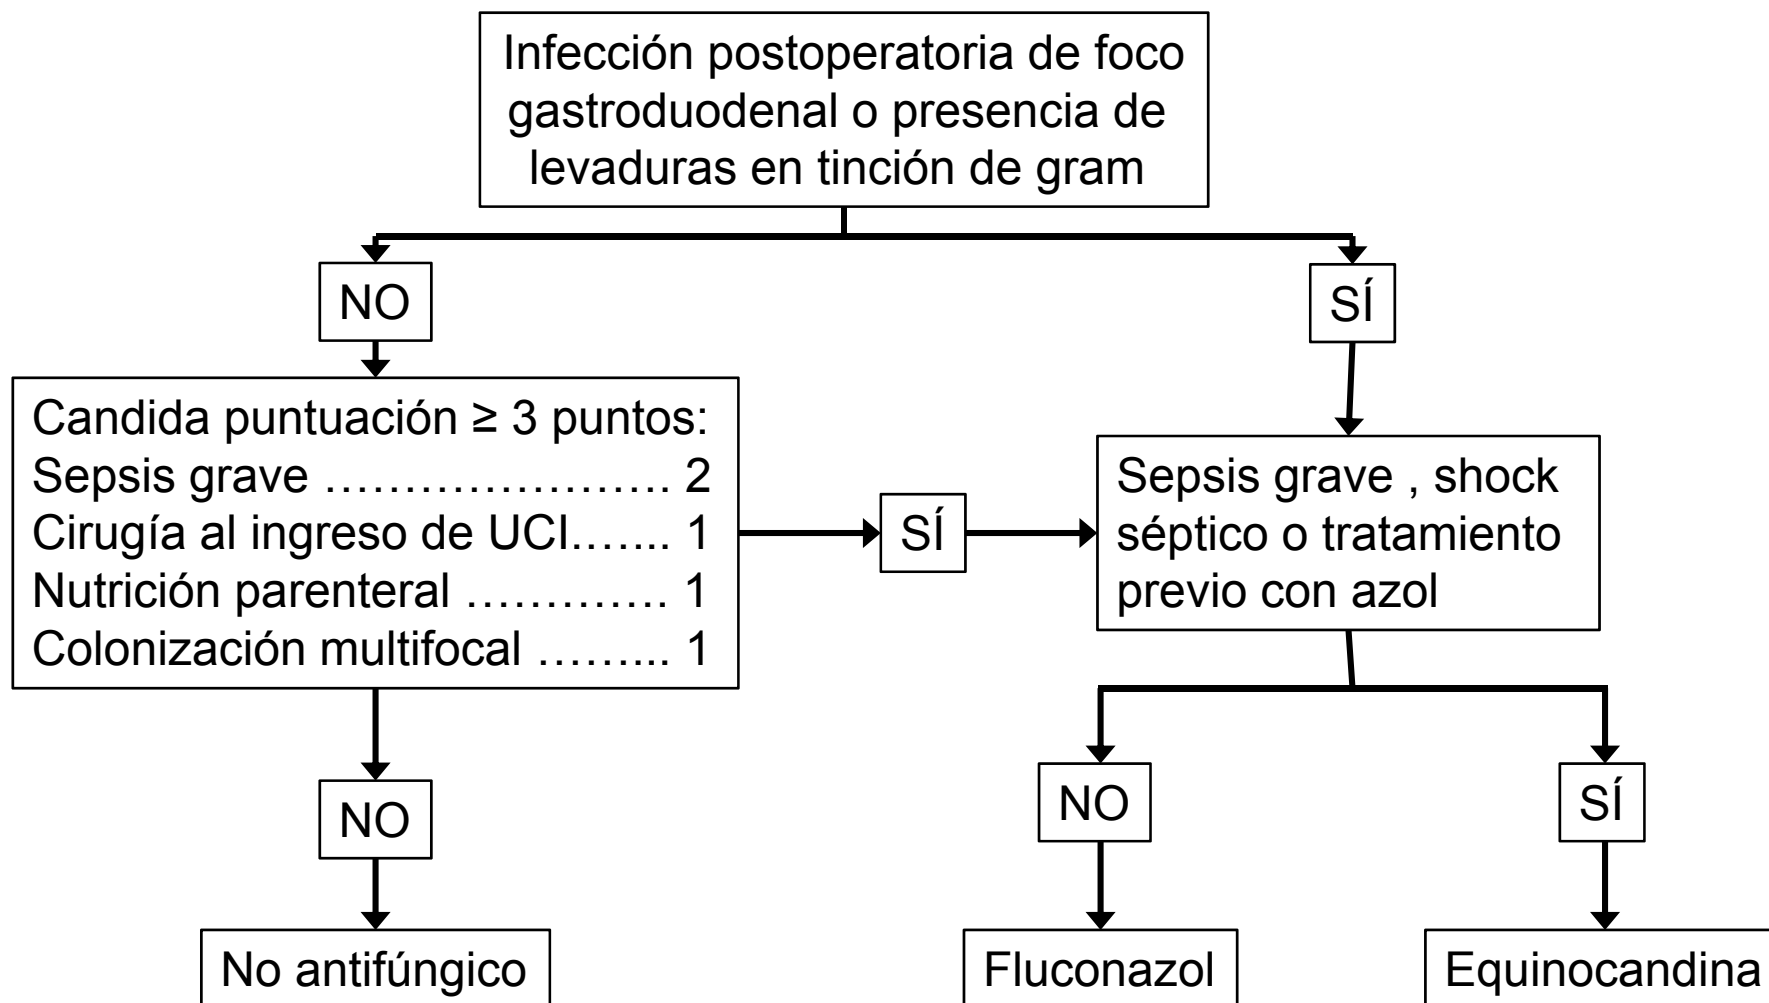 Infección postoperatoria de foco
gastroduodenal o presencia de
levaduras en tinción de gram
NO
SÍ
Candida puntuación ≥ 3 puntos:
Sepsis grave ………………….. 2
Cirugía al ingreso de UCI.…... 1
Nutrición parenteral ………….. 1
Colonización multifocal ……... 1
SÍ
Sepsis grave , shock
séptico o tratamiento
previo con azol
NO
NO
SÍ
No antifúngico
Fluconazol
Equinocandina